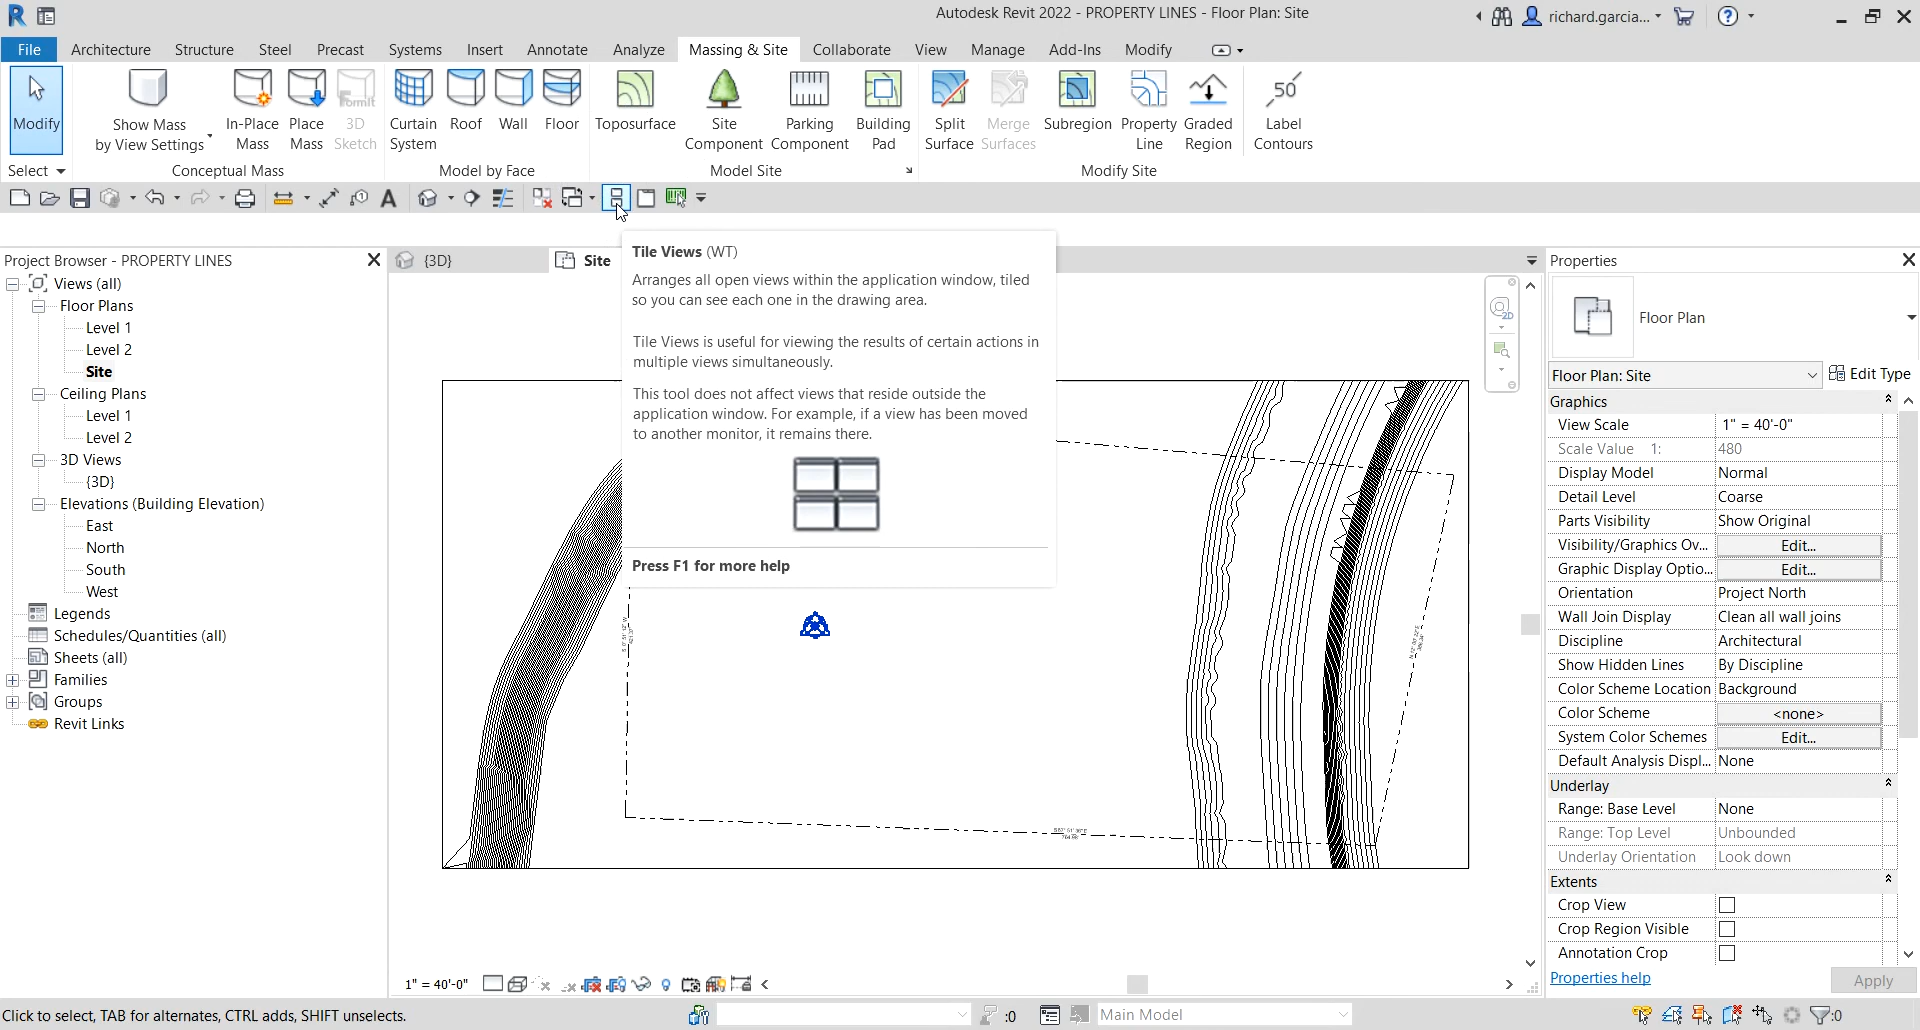 Autodesk Revit 2022 - PROPERTY LINES - Floor Plan: Site
richard.garcia...
File Architecture Structure Steel Precast Systems Insert Annotate Analyze Massing & Site Collaborate View Manage Add-Ins Modify
Modify
Show Mass
by View Settings
In-Place
Mass
Place
Mass
FormIt
3D
Sketch
Curtain
System
Roof
Wall
Floor
Toposurface
Site
Component
Parking
Component
Building
Pad
Split
Surface
Merge
Surfaces
Subregion
Property
Line
Graded
Region
50
Label
Contours
Select
Conceptual Mass
Model by Face
Model Site
Modify Site
Project Browser - PROPERTY LINES
Views (all)
Floor Plans
Level 1
Level 2
Site
Ceiling Plans
Level 1
Level 2
3D Views
{3D}
Elevations (Building Elevation)
East
North
South
West
Legends
Schedules/Quantities (all)
Sheets (all)
Families
Groups
Revit Links
{3D}
Site
Tile Views (WT)
Arranges all open views within the application window, tiled
so you can see each one in the drawing area.
Tile Views is useful for viewing the results of certain actions in
multiple views simultaneously.
This tool does not affect views that reside outside the
application window. For example, if a view has been moved
to another monitor, it remains there.
Press F1 for more help
2D
Properties
Floor Plan
Floor Plan: Site
Edit Type
Graphics
View Scale 1" = 40'-0"
Scale Value 1: 480
Display Model Normal
Detail Level Coarse
Parts Visibility Show Original
Visibility/Graphics Ov... Edit...
Graphic Display Optio... Edit...
Orientation Project North
Wall Join Display Clean all wall joins
Discipline Architectural
Show Hidden Lines By Discipline
Color Scheme Location Background
Color Scheme <none>
System Color Schemes Edit...
Default Analysis Displ... None
Underlay
Range: Base Level None
Range: Top Level Unbounded
Underlay Orientation Look down
Extents
Crop View
Crop Region Visible
Annotation Crop
Properties help
Apply
1" = 40'-0"
Click to select, TAB for alternates, CTRL adds, SHIFT unselects.
:0
Main Model
:0